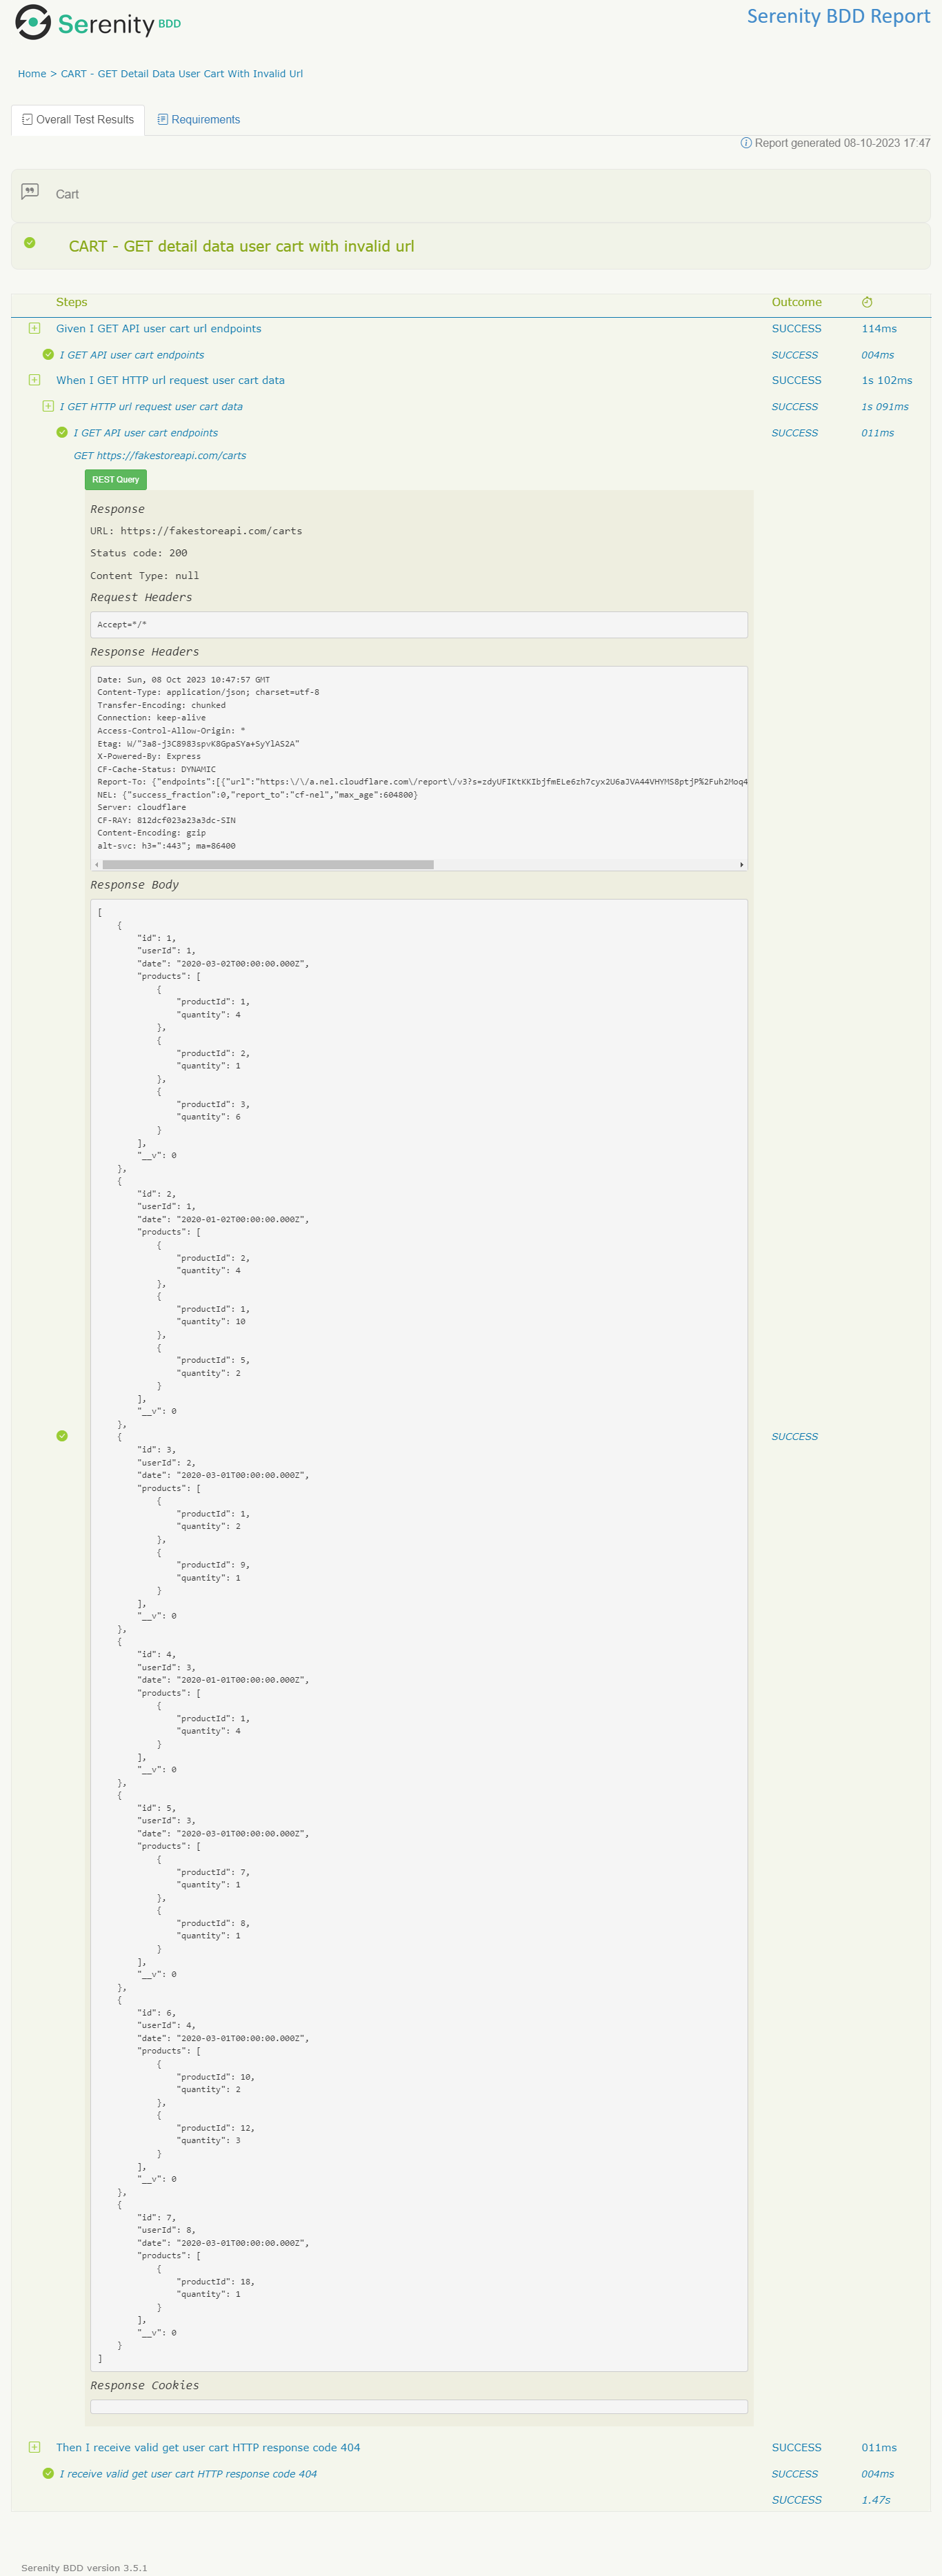 Serenity BDD
Serenity BDD Report
Home > CART - GET Detail Data User Cart With Invalid Url
Overall Test Results
Requirements
Report generated 08-10-2023 17:47
Cart
CART - GET detail data user cart with invalid url
Steps Outcome
Given I GET API user cart url endpoints SUCCESS 114ms
I GET API user cart endpoints SUCCESS 004ms
When I GET HTTP url request user cart data SUCCESS 1s 102ms
I GET HTTP url request user cart data SUCCESS 1s 091ms
I GET API user cart endpoints SUCCESS 011ms
GET https://fakestoreapi.com/carts
REST Query
Response
URL: https://fakestoreapi.com/carts
Status code: 200
Content Type: null
Request Headers
Accept=*/*
Response Headers
Date: Sun, 08 Oct 2023 10:47:57 GMT
Content-Type: application/json; charset=utf-8
Transfer-Encoding: chunked
Connection: keep-alive
Access-Control-Allow-Origin: *
Etag: W/"3a8-j3C8983spvK8GpaSYa+SyYlAS2A"
X-Powered-By: Express
CF-Cache-Status: DYNAMIC
Report-To: {"endpoints":[{"url":"https:\/\/a.nel.cloudflare.com\/report\/v3?s=zdyUFIKtKKIbjfmELe6zh7cyx2U6aJVA44VHYMS8ptjP%2Fuh2Moq4
NEL: {"success_fraction":0,"report_to":"cf-nel","max_age":604800}
Server: cloudflare
CF-RAY: 812dcf023a23a3dc-SIN
Content-Encoding: gzip
alt-svc: h3=":443"; ma=86400
Response Body
[
{
"id": 1,
"userId": 1,
"date": "2020-03-02T00:00:00.000Z",
"products": [
{
"productId": 1,
"quantity": 4
},
{
"productId": 2,
"quantity": 1
},
{
"productId": 3,
"quantity": 6
}
],
"__v": 0
},
{
"id": 2,
"userId": 1,
"date": "2020-01-02T00:00:00.000Z",
"products": [
{
"productId": 2,
"quantity": 4
},
{
"productId": 1,
"quantity": 10
},
{
"productId": 5,
"quantity": 2
}
],
"__v": 0
},
{
SUCCESS
"id": 3,
"userId": 2,
"date": "2020-03-01T00:00:00.000Z",
"products": [
{
"productId": 1,
"quantity": 2
},
{
"productId": 9,
"quantity": 1
}
],
"__v": 0
},
{
"id": 4,
"userId": 3,
"date": "2020-01-01T00:00:00.000Z",
"products": [
{
"productId": 1,
"quantity": 4
}
],
"__v": 0
},
{
"id": 5,
"userId": 3,
"date": "2020-03-01T00:00:00.000Z",
"products": [
{
"productId": 7,
"quantity": 1
},
{
"productId": 8,
"quantity": 1
}
],
"__v": 0
},
{
"id": 6,
"userId": 4,
"date": "2020-03-01T00:00:00.000Z",
"products": [
{
"productId": 10,
"quantity": 2
},
{
"productId": 12,
"quantity": 3
}
],
"__v": 0
},
{
"id": 7,
"userId": 8,
"date": "2020-03-01T00:00:00.000Z",
"products": [
{
"productId": 18,
"quantity": 1
}
],
"__v": 0
}
]
Response Cookies
Then I receive valid get user cart HTTP response code 404 SUCCESS 011ms
I receive valid get user cart HTTP response code 404 SUCCESS 004ms
SUCCESS 1.47s
Serenity BDD version 3.5.1